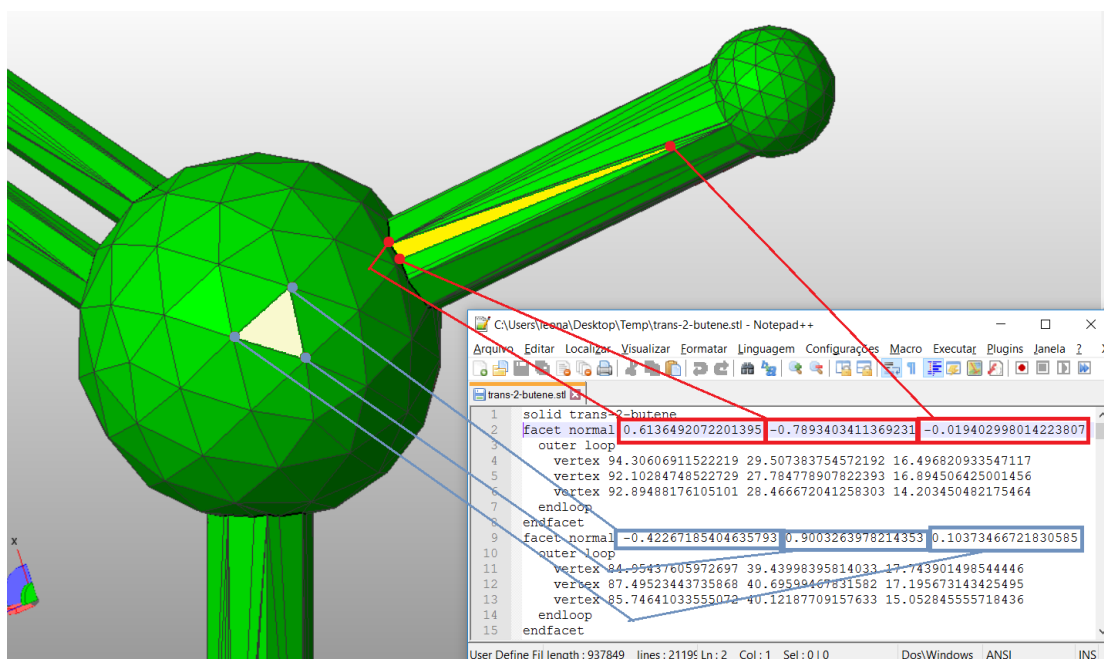 x
C:\Users\leona\Desktop\Temp\trans-2-butene.stl - Notepad++
Arquivo Editar Localizar Visualizar Formatar Linguagem Configurações Macro Executar Plugins Janela ? X
trans-2-butene.stl
1 solid trans-2-butene
2 facet normal 0.6136492072201395 -0.7893403411369231 -0.019402998014223807
3 outer loop
4 vertex 94.30606911522219 29.507383754572192 16.496820933547117
5 vertex 92.10284748522729 27.784778907822393 16.894506425001456
6 vertex 92.89488176105101 28.466672041258303 14.203450482175464
7 endloop
8 endfacet
9 facet normal -0.42267185404635793 0.9003263978214353 0.10373466721830585
10 outer loop
11 vertex 84.95437605972697 39.43998395814033 17.743901498544446
12 vertex 87.49523443735868 40.69599467831582 17.195673143425495
13 vertex 85.74641033555072 40.12187709157633 15.052845555718436
14 endloop
15 endfacet
User Define Fil length : 937849 lines : 21199 Ln : 2 Col : 1 Sel : 0 | 0 Dos\Windows ANSI INS